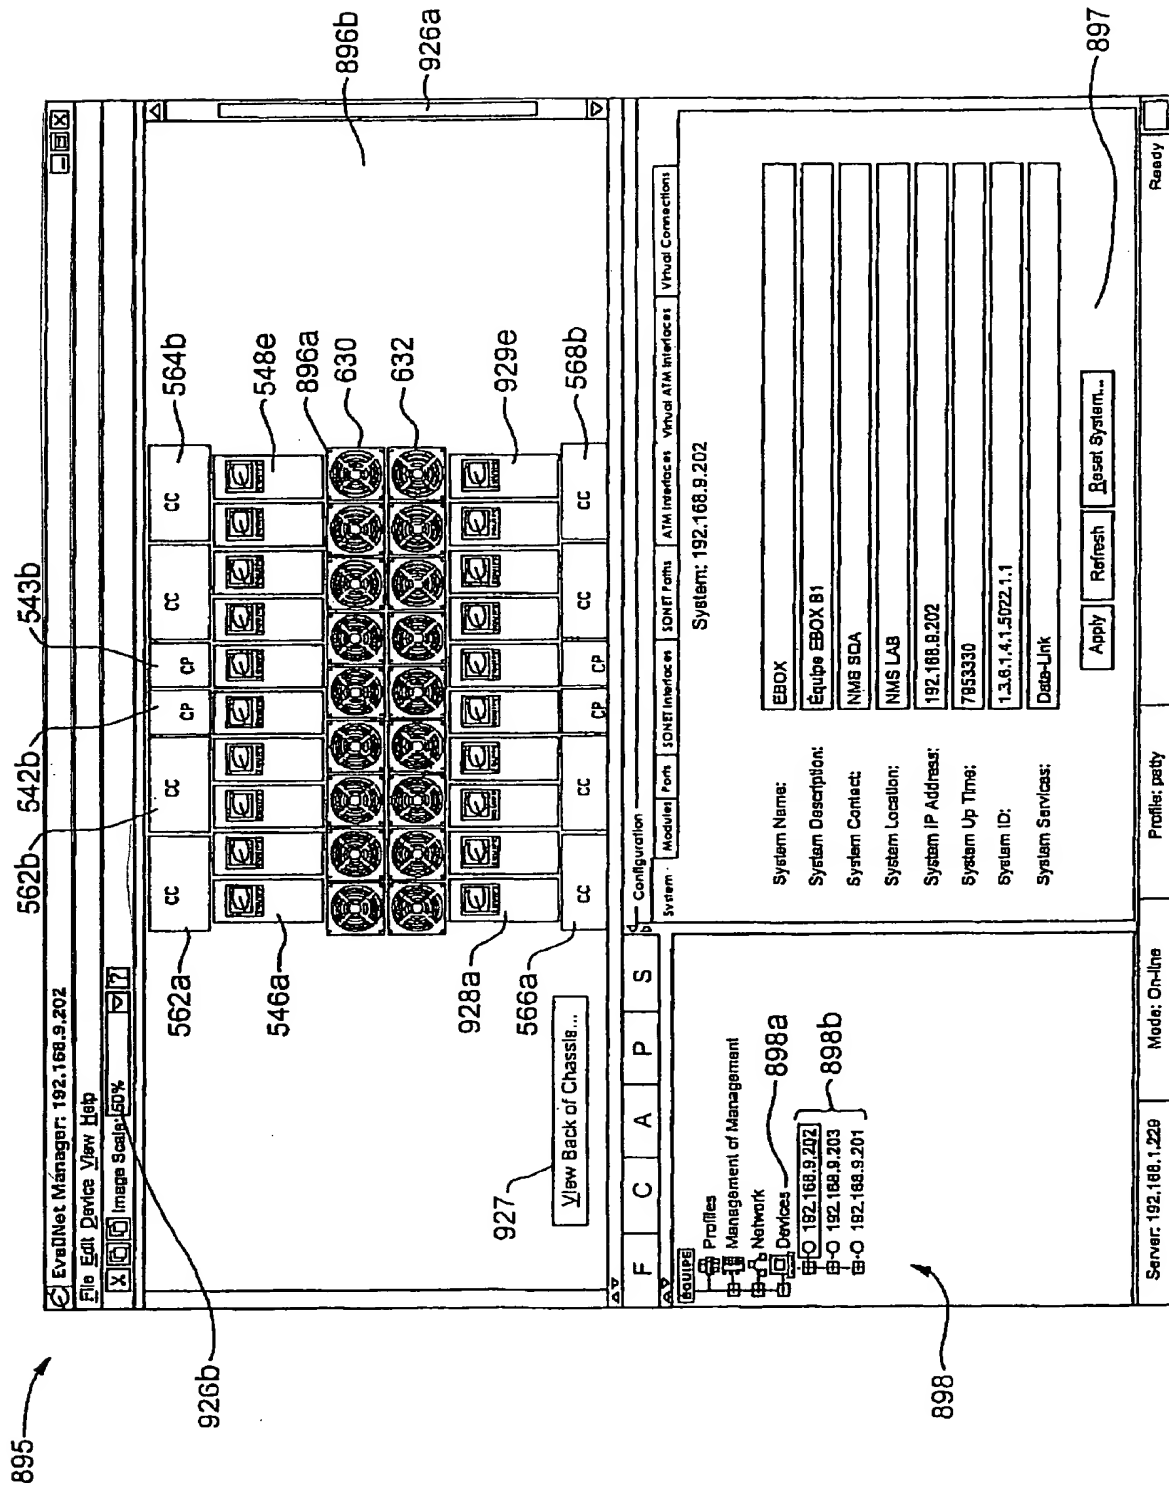 895
EvallNet Manager: 192.168.9.202
File Edit Device View Help
Image Scale: 50%
?
926b
562b
542b
543b
562a
564b
CC CC CP CP CC CC
546a
548e
896a
630
632
928a
929e
566a
568b
CC CC CP CP CC CC
896b
926a
927
View Back of Chassis...
F C A P S
EQUIPE
Profiles
Management of Management
Network
Devices
898a
192.168.9.202
192.168.9.203
192.168.9.201
898b
898
Configuration
System Modules Ports SONET Interfaces SONET Paths ATM Interfaces Virtual ATM Interfaces Virtual Connections
System: 192.168.9.202
System Name: EBOX
System Description: Equipe EBOX B1
System Contact: NMS SQA
System Location: NMS LAB
System IP Address: 192.168.9.202
System Up Time: 7953330
System ID: 1.3.6.1.4.1.5022.1.1
System Services: Data-Link
Apply Refresh Reset System...
897
Server: 192.168.1.229 Mode: On-line Profile: patty Ready